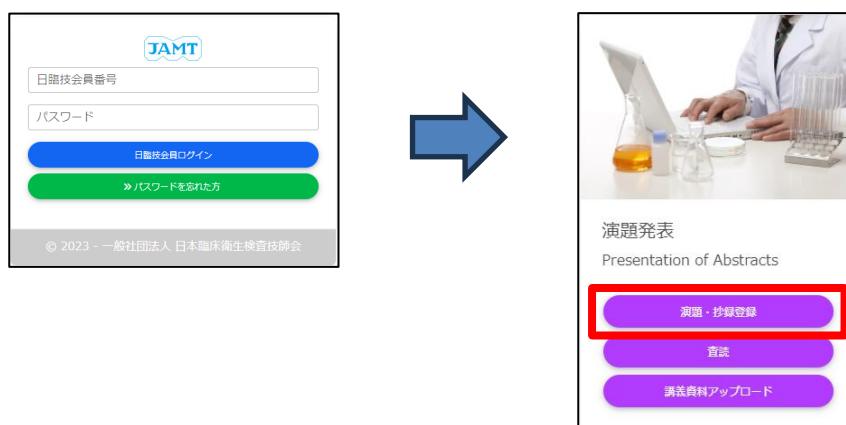 JAMT
日臨技会員番号
パスワード
日臨技会員ログイン
≫ パスワードを忘れた方
© 2023 - 一般社団法人 日本臨床衛生検査技師会
演題発表
Presentation of Abstracts
演題・抄録登録
査読
講義資料アップロード